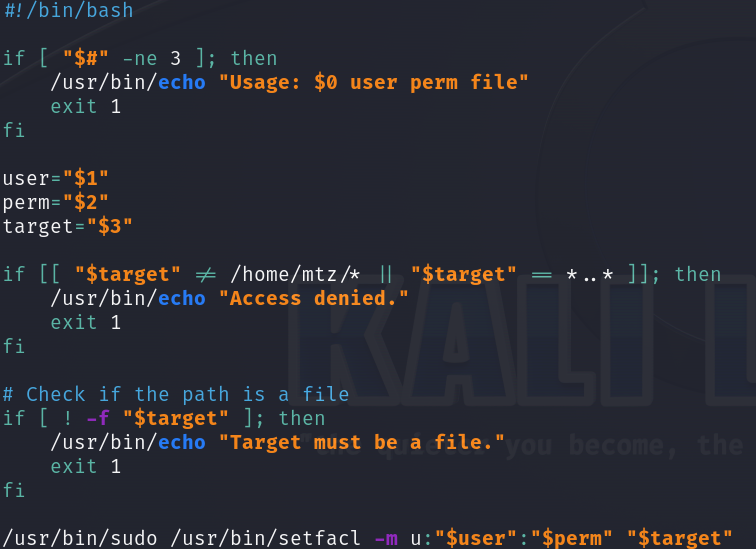 #!/bin/bash
if [ "$#" -ne 3 ]; then
    /usr/bin/echo "Usage: $0 user perm file"
    exit 1
fi
user="$1"
perm="$2"
target="$3"
if [[ "$target" != /home/mtz/* || "$target" == *..* ]]; then
    /usr/bin/echo "Access denied."
    exit 1
fi
# Check if the path is a file
if [ ! -f "$target" ]; then
    /usr/bin/echo "Target must be a file."
    exit 1
fi
/usr/bin/sudo /usr/bin/setfacl -m u:"$user":"$perm" "$target"
KALI L
you become, the